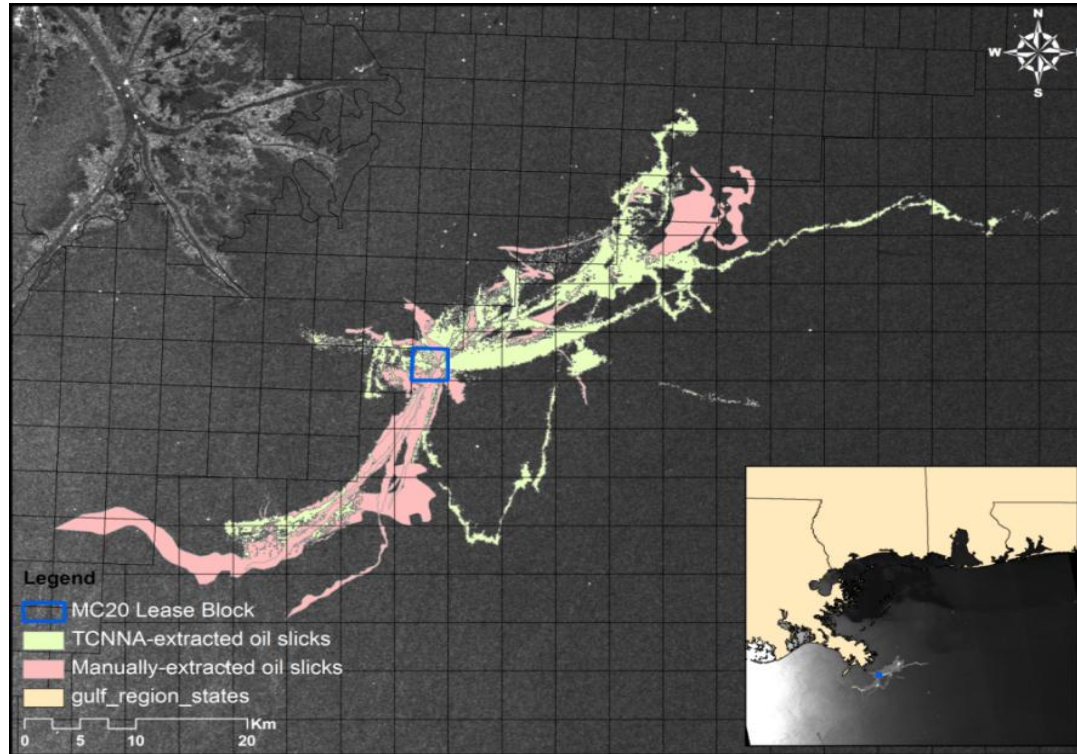 N
W
S
Legend
MC20 Lease Block
TCNNA-extracted oil slicks
Manually-extracted oil slicks
gulf_region_states
Km
0 5 10 20